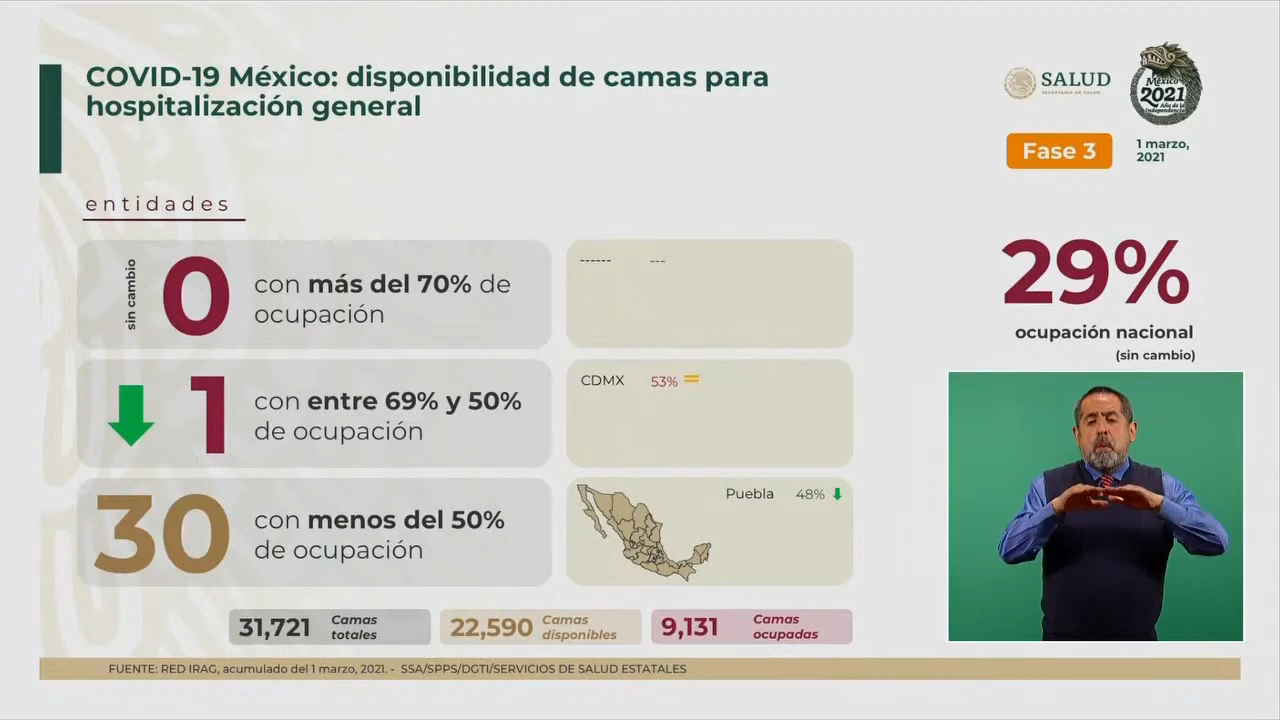 COVID-19 México: disponibilidad de camas para
hospitalización general
SALUD
SECRETARÍA DE SALUD
México
2021
Año de la
Independencia
Fase 3
1 marzo,
2021
entidades
sin cambio
0
con más del 70% de
ocupación
------ ---
29%
ocupación nacional
(sin cambio)
1
con entre 69% y 50%
de ocupación
CDMX 53% =
30
con menos del 50%
de ocupación
Puebla 48%
31,721 Camas
totales
22,590 Camas
disponibles
9,131 Camas
ocupadas
FUENTE: RED IRAG, acumulado del 1 marzo, 2021. - SSA/SPPS/DGTI/SERVICIOS DE SALUD ESTATALES